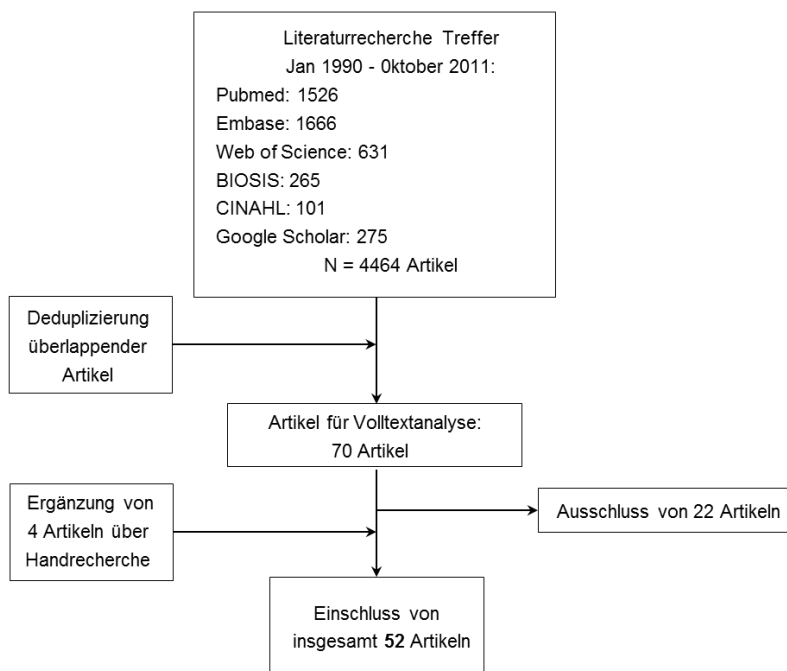 Literaturrecherche Treffer
Jan 1990 - 0ktober 2011:
Pubmed: 1526
Embase: 1666
Web of Science: 631
BIOSIS: 265
CINAHL: 101
Google Scholar: 275
N = 4464 Artikel
Deduplizierung
überlappender
Artikel
Artikel für Volltextanalyse:
70 Artikel
Ergänzung von
4 Artikeln über
Handrecherche
Ausschluss von 22 Artikeln
Einschluss von
insgesamt 52 Artikeln